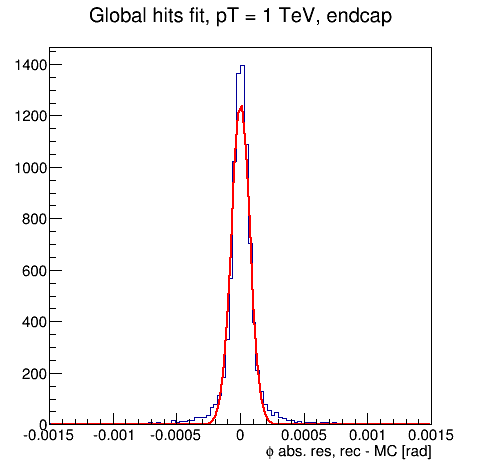 Global hits fit, pT = 1 TeV, endcap
1400
1200
1000
800
600
400
200
0
-0.0015 -0.001 -0.0005 0 0.0005 0.001 0.0015
ϕ abs. res, rec - MC [rad]